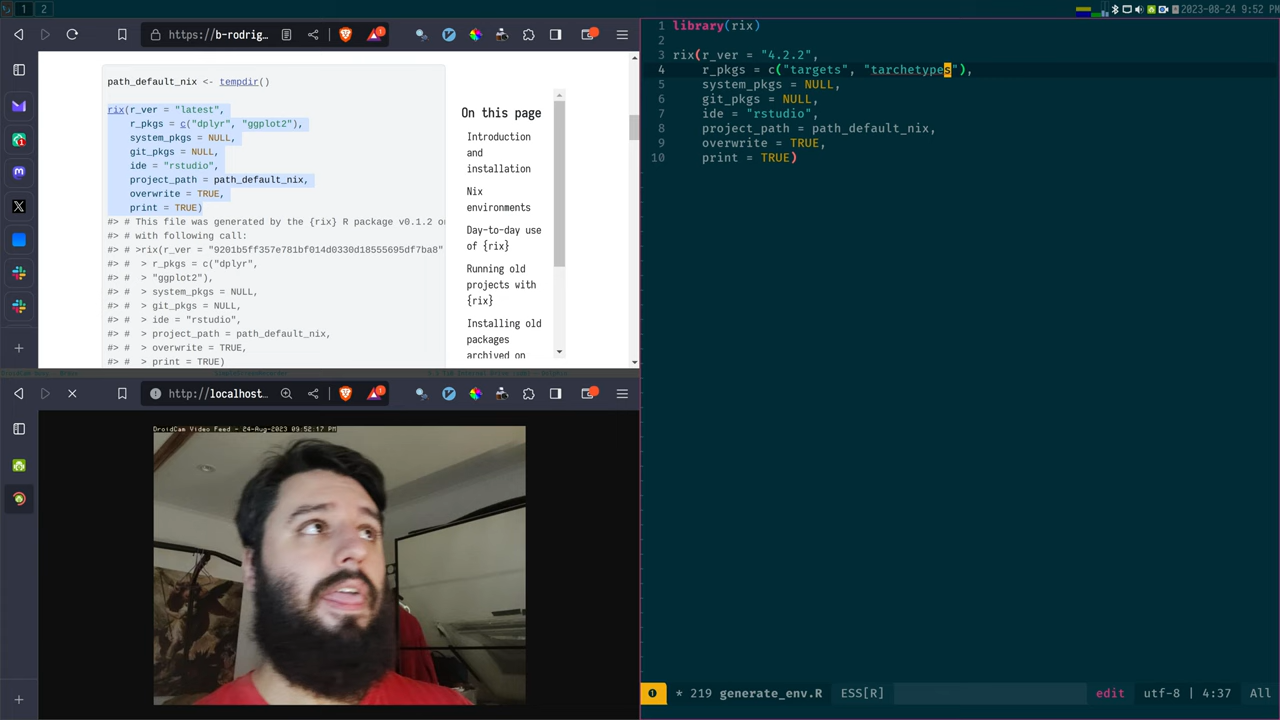 1
2
2023-08-24
9:52 PM
https://b-rodrig…
path_default_nix <- tempdir()
rix(r_ver = "latest",
r_pkgs = c("dplyr", "ggplot2"),
system_pkgs = NULL,
git_pkgs = NULL,
ide = "rstudio",
project_path = path_default_nix,
overwrite = TRUE,
print = TRUE)
#> # This file was generated by the {rix} R package v0.1.2 o
#> # with following call:
#> # >rix(r_ver = "9201b5ff357e781bf014d0330d18555695df7ba8"
#> #  > r_pkgs = c("dplyr",
#> #  > "ggplot2"),
#> #  > system_pkgs = NULL,
#> #  > git_pkgs = NULL,
#> #  > ide = "rstudio",
#> #  > project_path = path_default_nix,
#> #  > overwrite = TRUE,
#> #  > print = TRUE)
On this page
Introduction
and
installation
Nix
environments
Day-to-day use
of {rix}
Running old
projects with
{rix}
Installing old
packages
archived on
http://localhost…
DroidCam Video Feed - 24-Aug-2023 09:52:17 PM
1 library(rix)
2
3 rix(r_ver = "4.2.2",
4 r_pkgs = c("targets", "tarchetypes"),
5 system_pkgs = NULL,
6 git_pkgs = NULL,
7 ide = "rstudio",
8 project_path = path_default_nix,
9 overwrite = TRUE,
10 print = TRUE)
* 219 generate_env.R ESS[R] edit utf-8 | 4:37 All